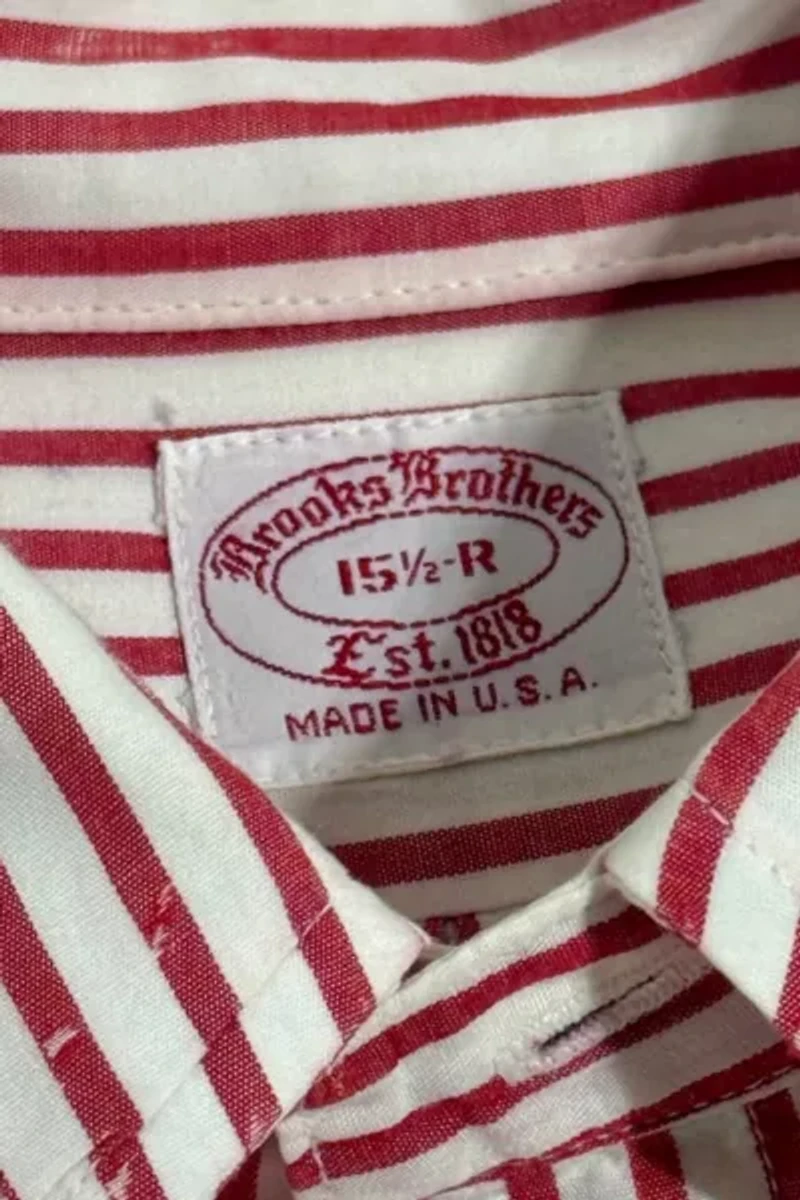 Brooks Brothers
15½-R
Est. 1818
MADE IN U.S.A.